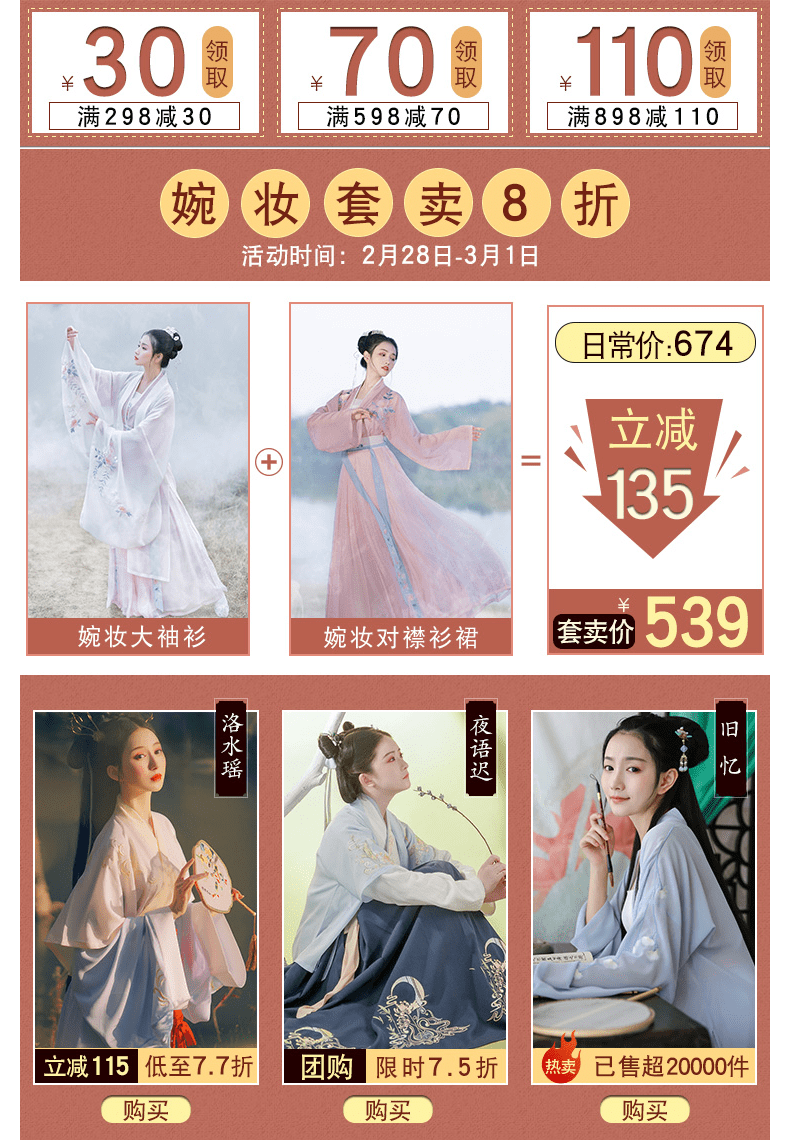 ¥30 领取
满298减30
¥70 领取
满598减70
¥110 领取
满898减110
婉妆套卖8折
活动时间：2月28日-3月1日
婉妆大袖衫
+
婉妆对襟衫裙
=
日常价:674
立减
135
¥
套卖价 539
洛水瑶
立减115 低至7.7折
购买
夜语迟
团购 限时7.5折
购买
旧忆
热卖 已售超20000件
购买